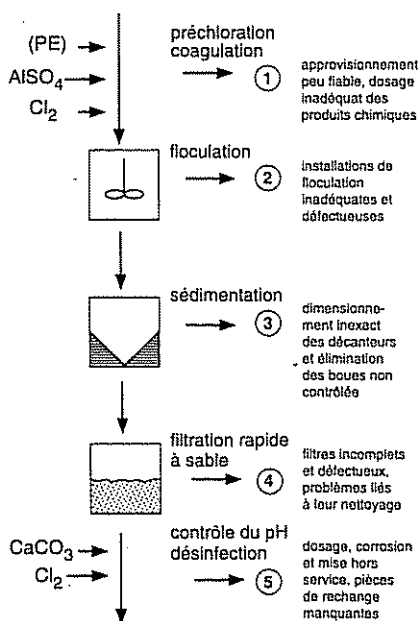 (PE)
AlSO₄
Cl₂
préchloration
coagulation
1
approvisionnement
peu fiable, dosage
inadéquat des
produits chimiques
floculation
2
installations de
floculation
inadéquates et
défectueuses
sédimentation
3
dimensionne-
ment inexact
des décanteurs
et élimination
des boues non
contrôlée
filtration rapide
à sable
4
filtres incomplets
et défectueux,
problèmes liés
à leur nettoyage
CaCO₃
Cl₂
contrôle du pH
désinfection
5
dosage, corrosion
et mise hors
service, pièces
de rechange
manquantes